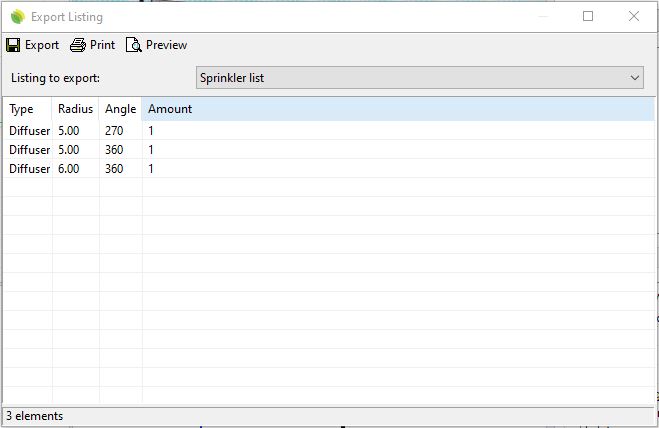 Export Listing
Export Print Preview
Listing to export: Sprinkler list
Type Radius Angle Amount
Diffuser 5.00 270 1
Diffuser 5.00 360 1
Diffuser 6.00 360 1
3 elements